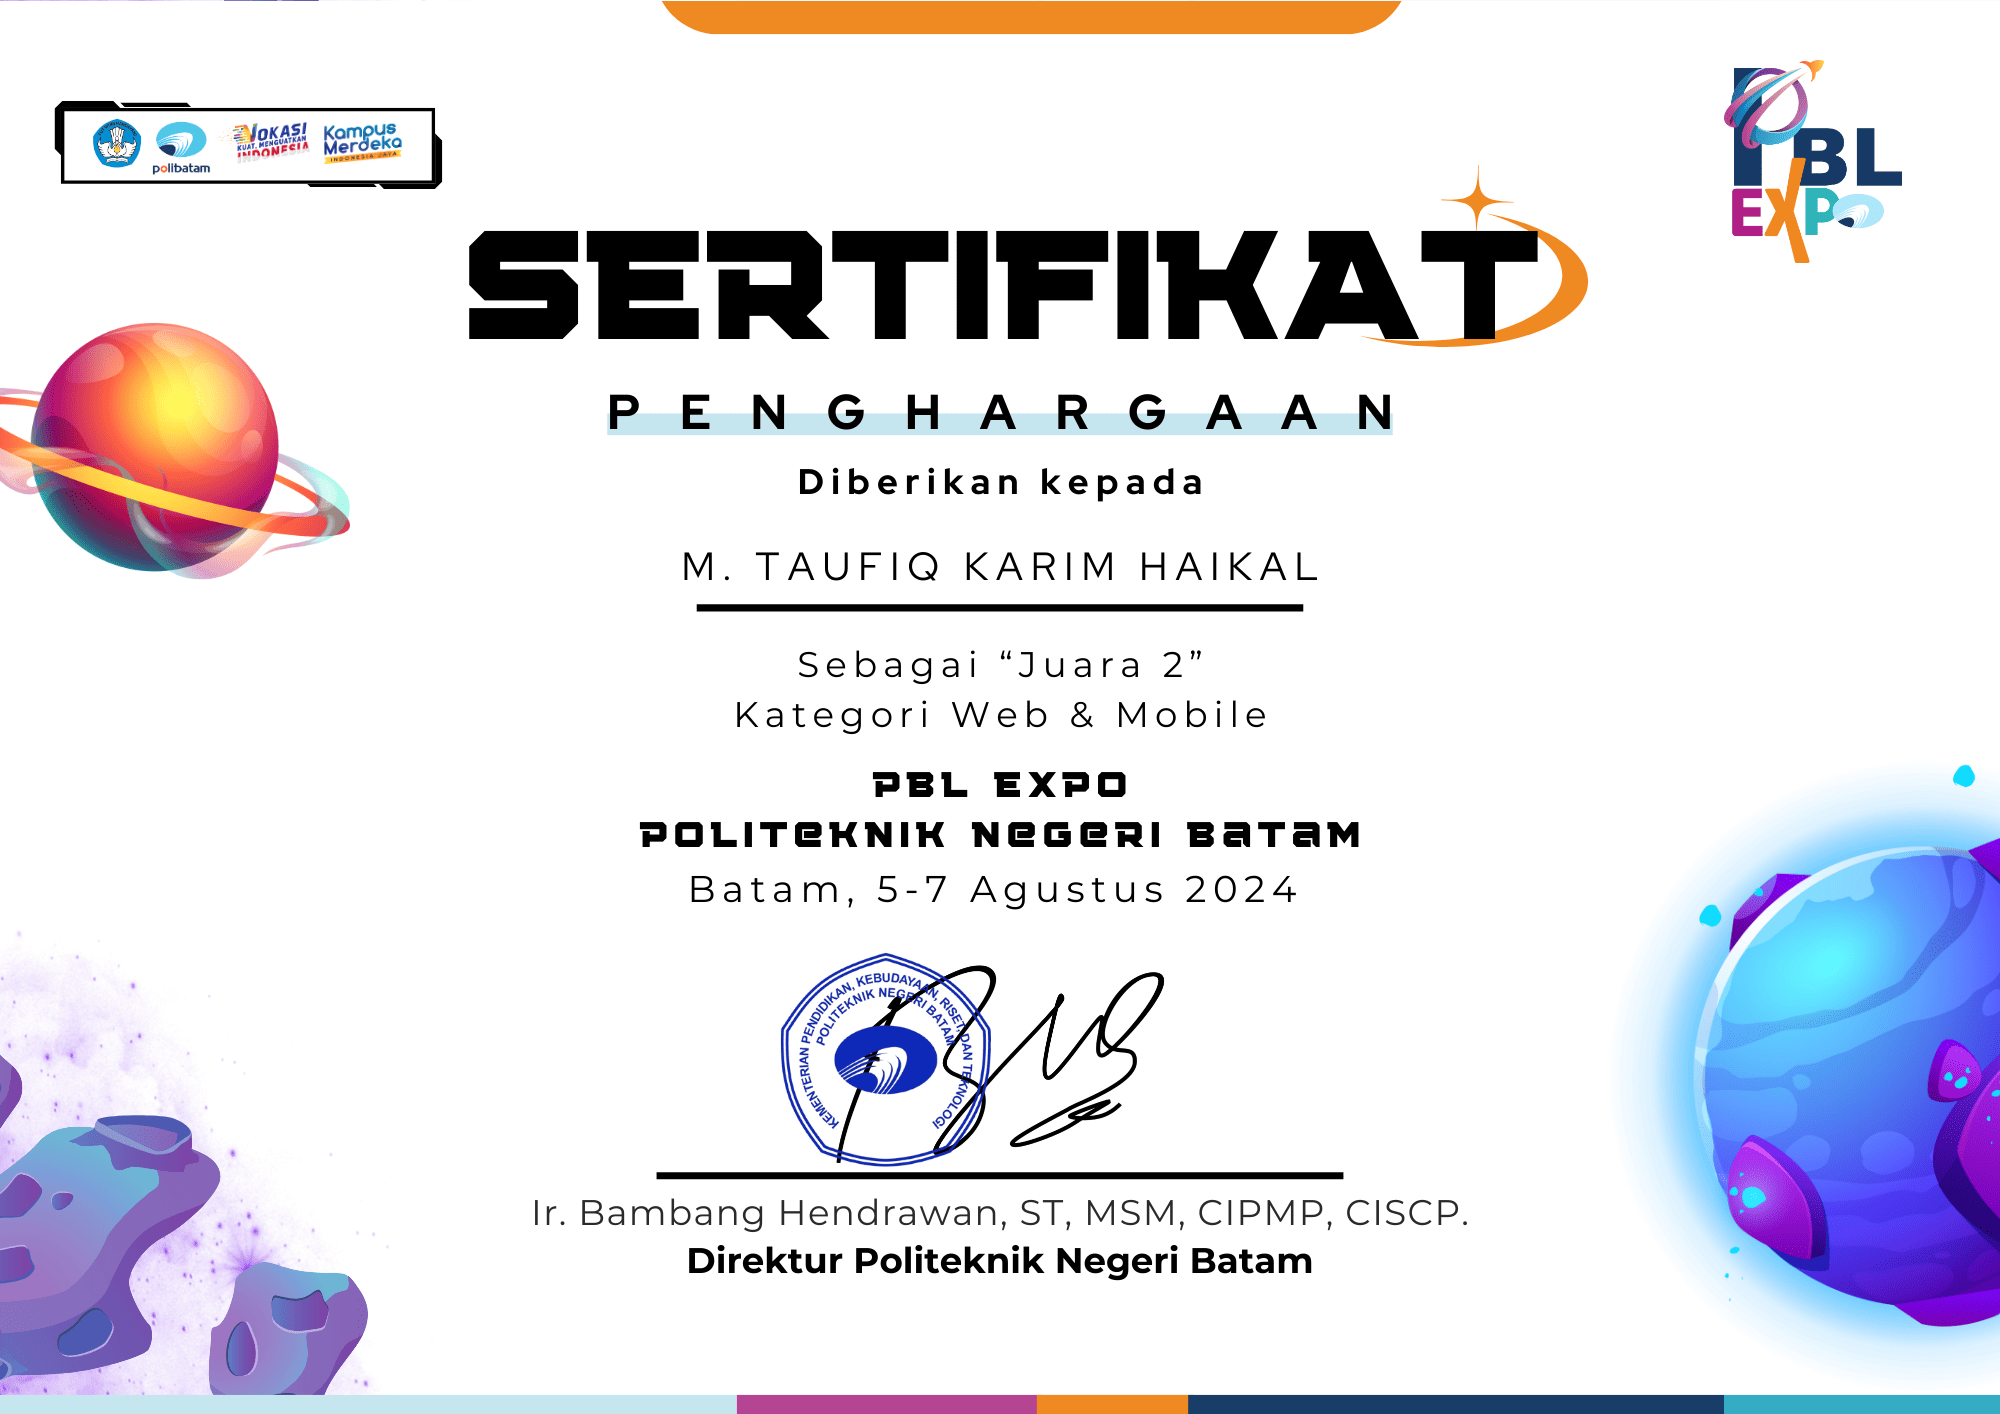 polibatam
VOKASI
KUAT, MENGUATKAN
INDONESIA
Kampus
Merdeka
INDONESIA JAYA
PBL
EXPO
SERTIFIKAT
PENGHARGAAN
Diberikan kepada
M. TAUFIQ KARIM HAIKAL
Sebagai “Juara 2”
Kategori Web & Mobile
PBL EXPO
POLITEKNIK NEGERI BATAM
Batam, 5-7 Agustus 2024
KEMENTERIAN PENDIDIKAN, KEBUDAYAAN, RISET, DAN TEKNOLOGI
POLITEKNIK NEGERI BATAM
Ir. Bambang Hendrawan, ST, MSM, CIPMP, CISCP.
Direktur Politeknik Negeri Batam